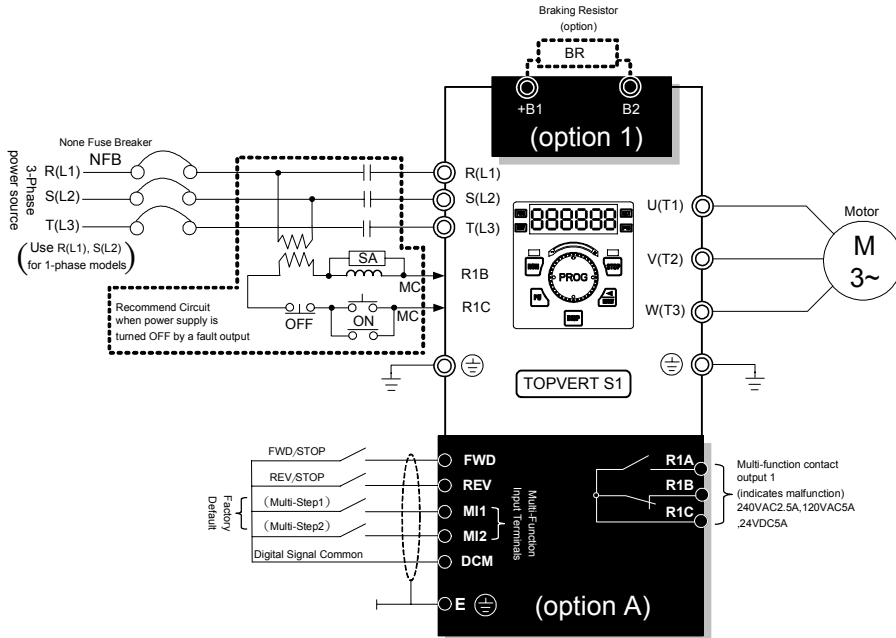 Braking Resistor
(option)
BR
+B1
B2
(option 1)
None Fuse Breaker
NFB
3-Phase
power source
R(L1)
S(L2)
T(L3)
(Use R(L1), S(L2)
for 1-phase models)
R(L1)
S(L2)
T(L3)
SA
MC
R1B
OFF
ON
MC
R1C
Recommend Circuit
when power supply is
turned OFF by a fault output
PROG
RUN
STOP
DISP
U(T1)
V(T2)
W(T3)
Motor
M
3~
TOPVERT S1
FWD/STOP
REV/STOP
(Multi-Step1)
(Multi-Step2)
Digital Signal Common
Factory
Default
FWD
REV
MI1
MI2
DCM
E
Multi-Function
Input Terminals
R1A
R1B
R1C
Multi-function contact
output 1
(indicates malfunction)
240VAC2.5A,120VAC5A
,24VDC5A
(option A)